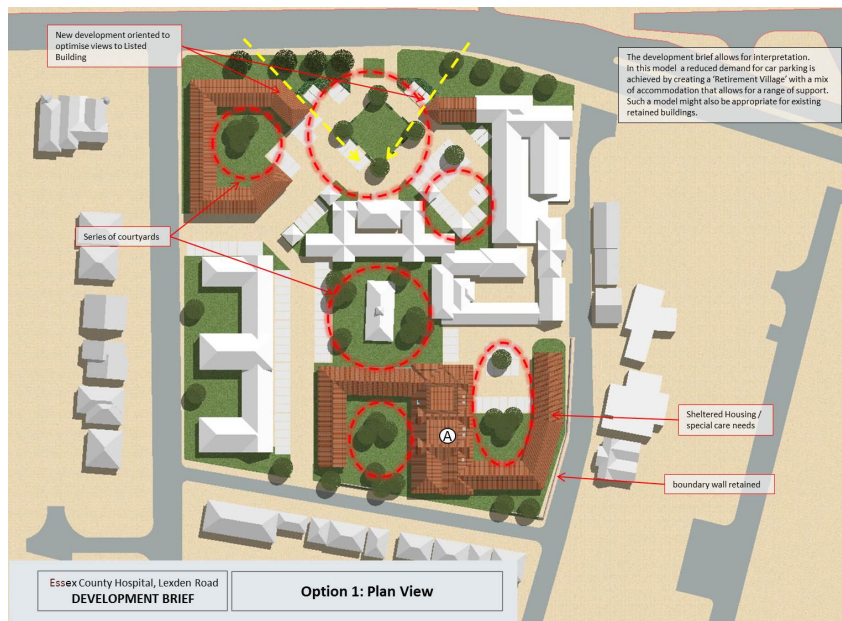 New development oriented to
optimise views to Listed
Building
The development brief allows for interpretation.
In this model a reduced demand for car parking is
achieved by creating a ‘Retirement Village’ with a mix
of accommodation that allows for a range of support.
Such a model might also be appropriate for existing
retained buildings.
Series of courtyards
A
Sheltered Housing /
special care needs
boundary wall retained
Essex County Hospital, Lexden Road
DEVELOPMENT BRIEF
Option 1: Plan View